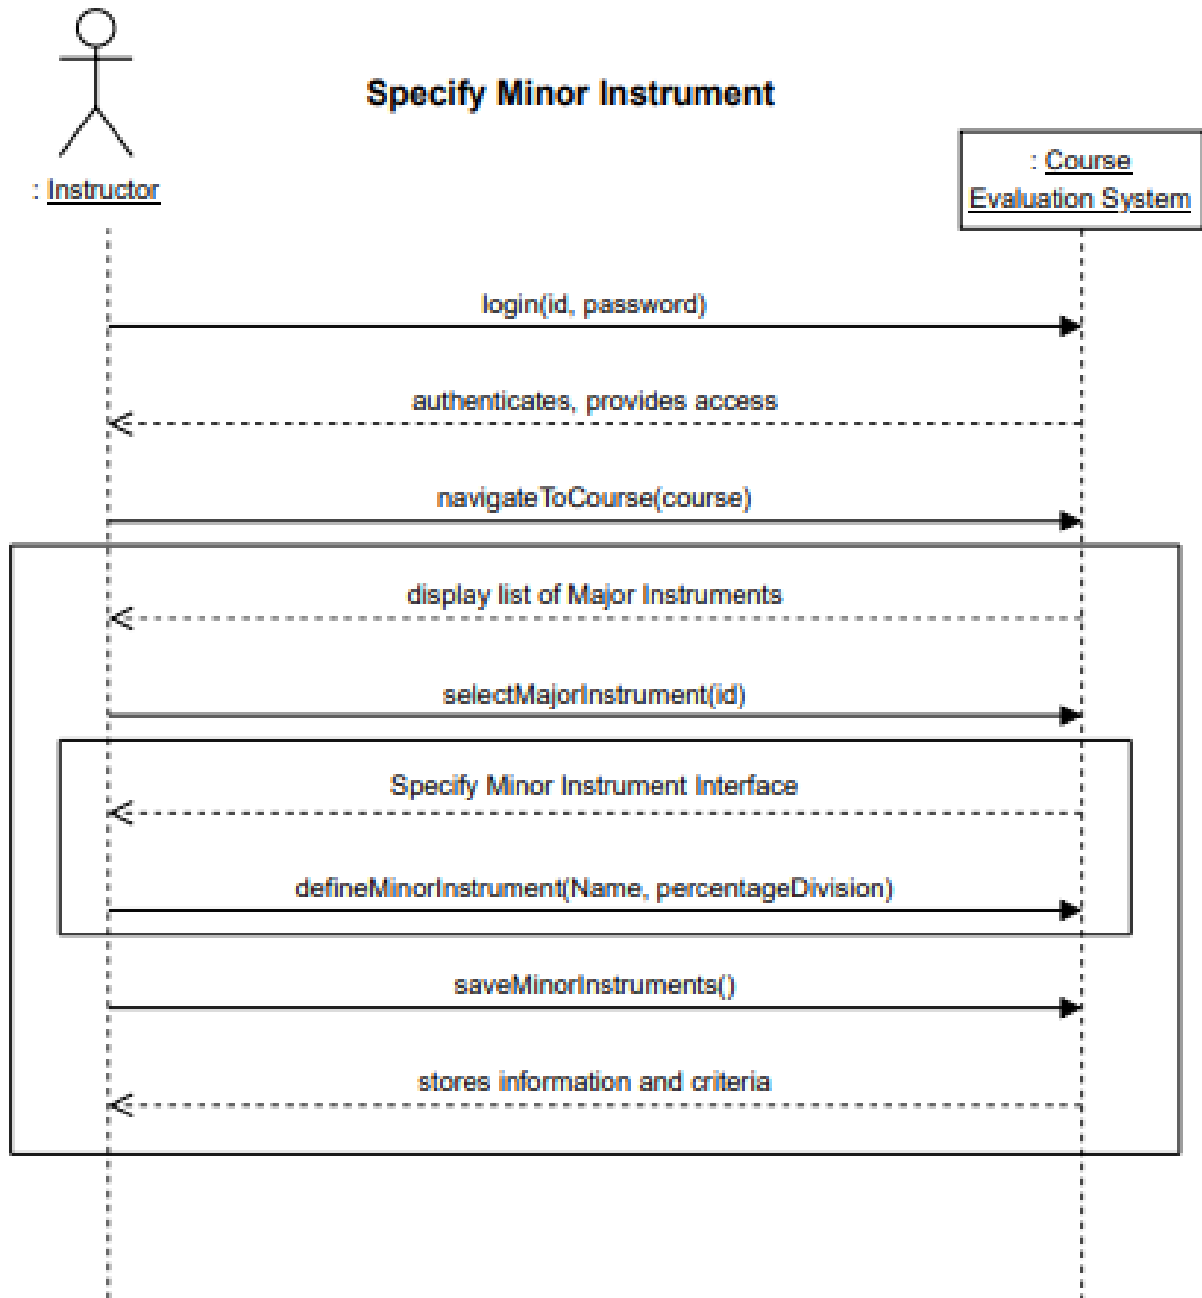 Specify Minor Instrument
: Instructor
: Course
Evaluation System
login(id, password)
authenticates, provides access
navigateToCourse(course)
display list of Major Instruments
selectMajorInstrument(id)
Specify Minor Instrument Interface
defineMinorInstrument(Name, percentageDivision)
saveMinorInstruments()
stores information and criteria